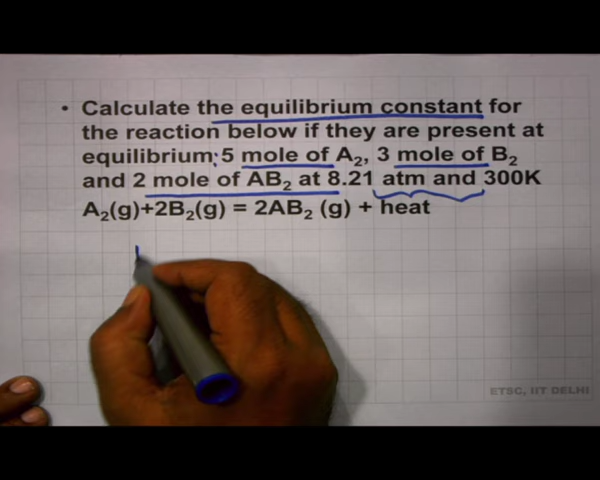 • Calculate the equilibrium constant for
the reaction below if they are present at
equilibrium; 5 mole of A₂, 3 mole of B₂
and 2 mole of AB₂ at 8.21 atm and 300K
A₂(g)+2B₂(g) = 2AB₂ (g) + heat
ETSC, IIT DELHI